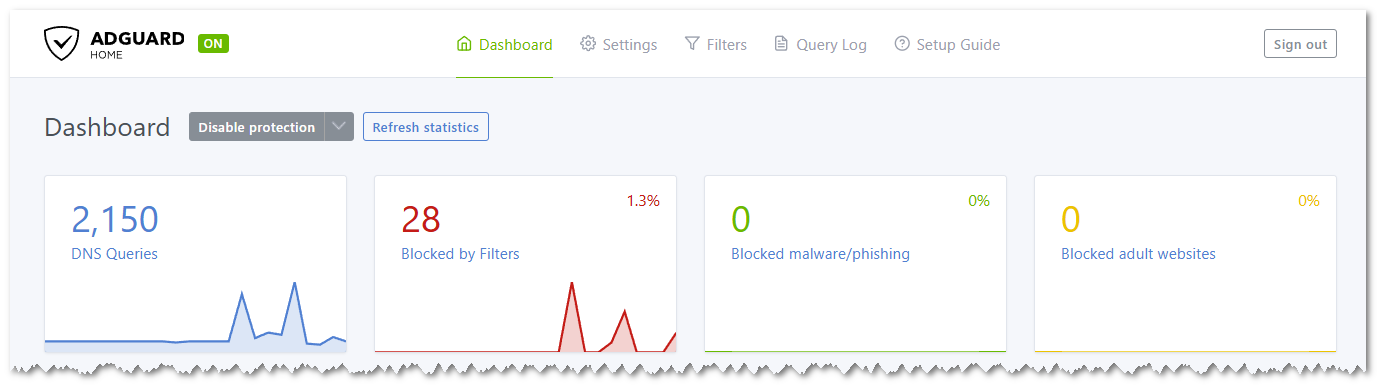 ADGUARD HOME ON Dashboard Settings Filters Query Log Setup Guide Sign out
Dashboard Disable protection Refresh statistics
2,150
DNS Queries
1.3%
28
Blocked by Filters
0%
0
Blocked malware/phishing
0%
0
Blocked adult websites